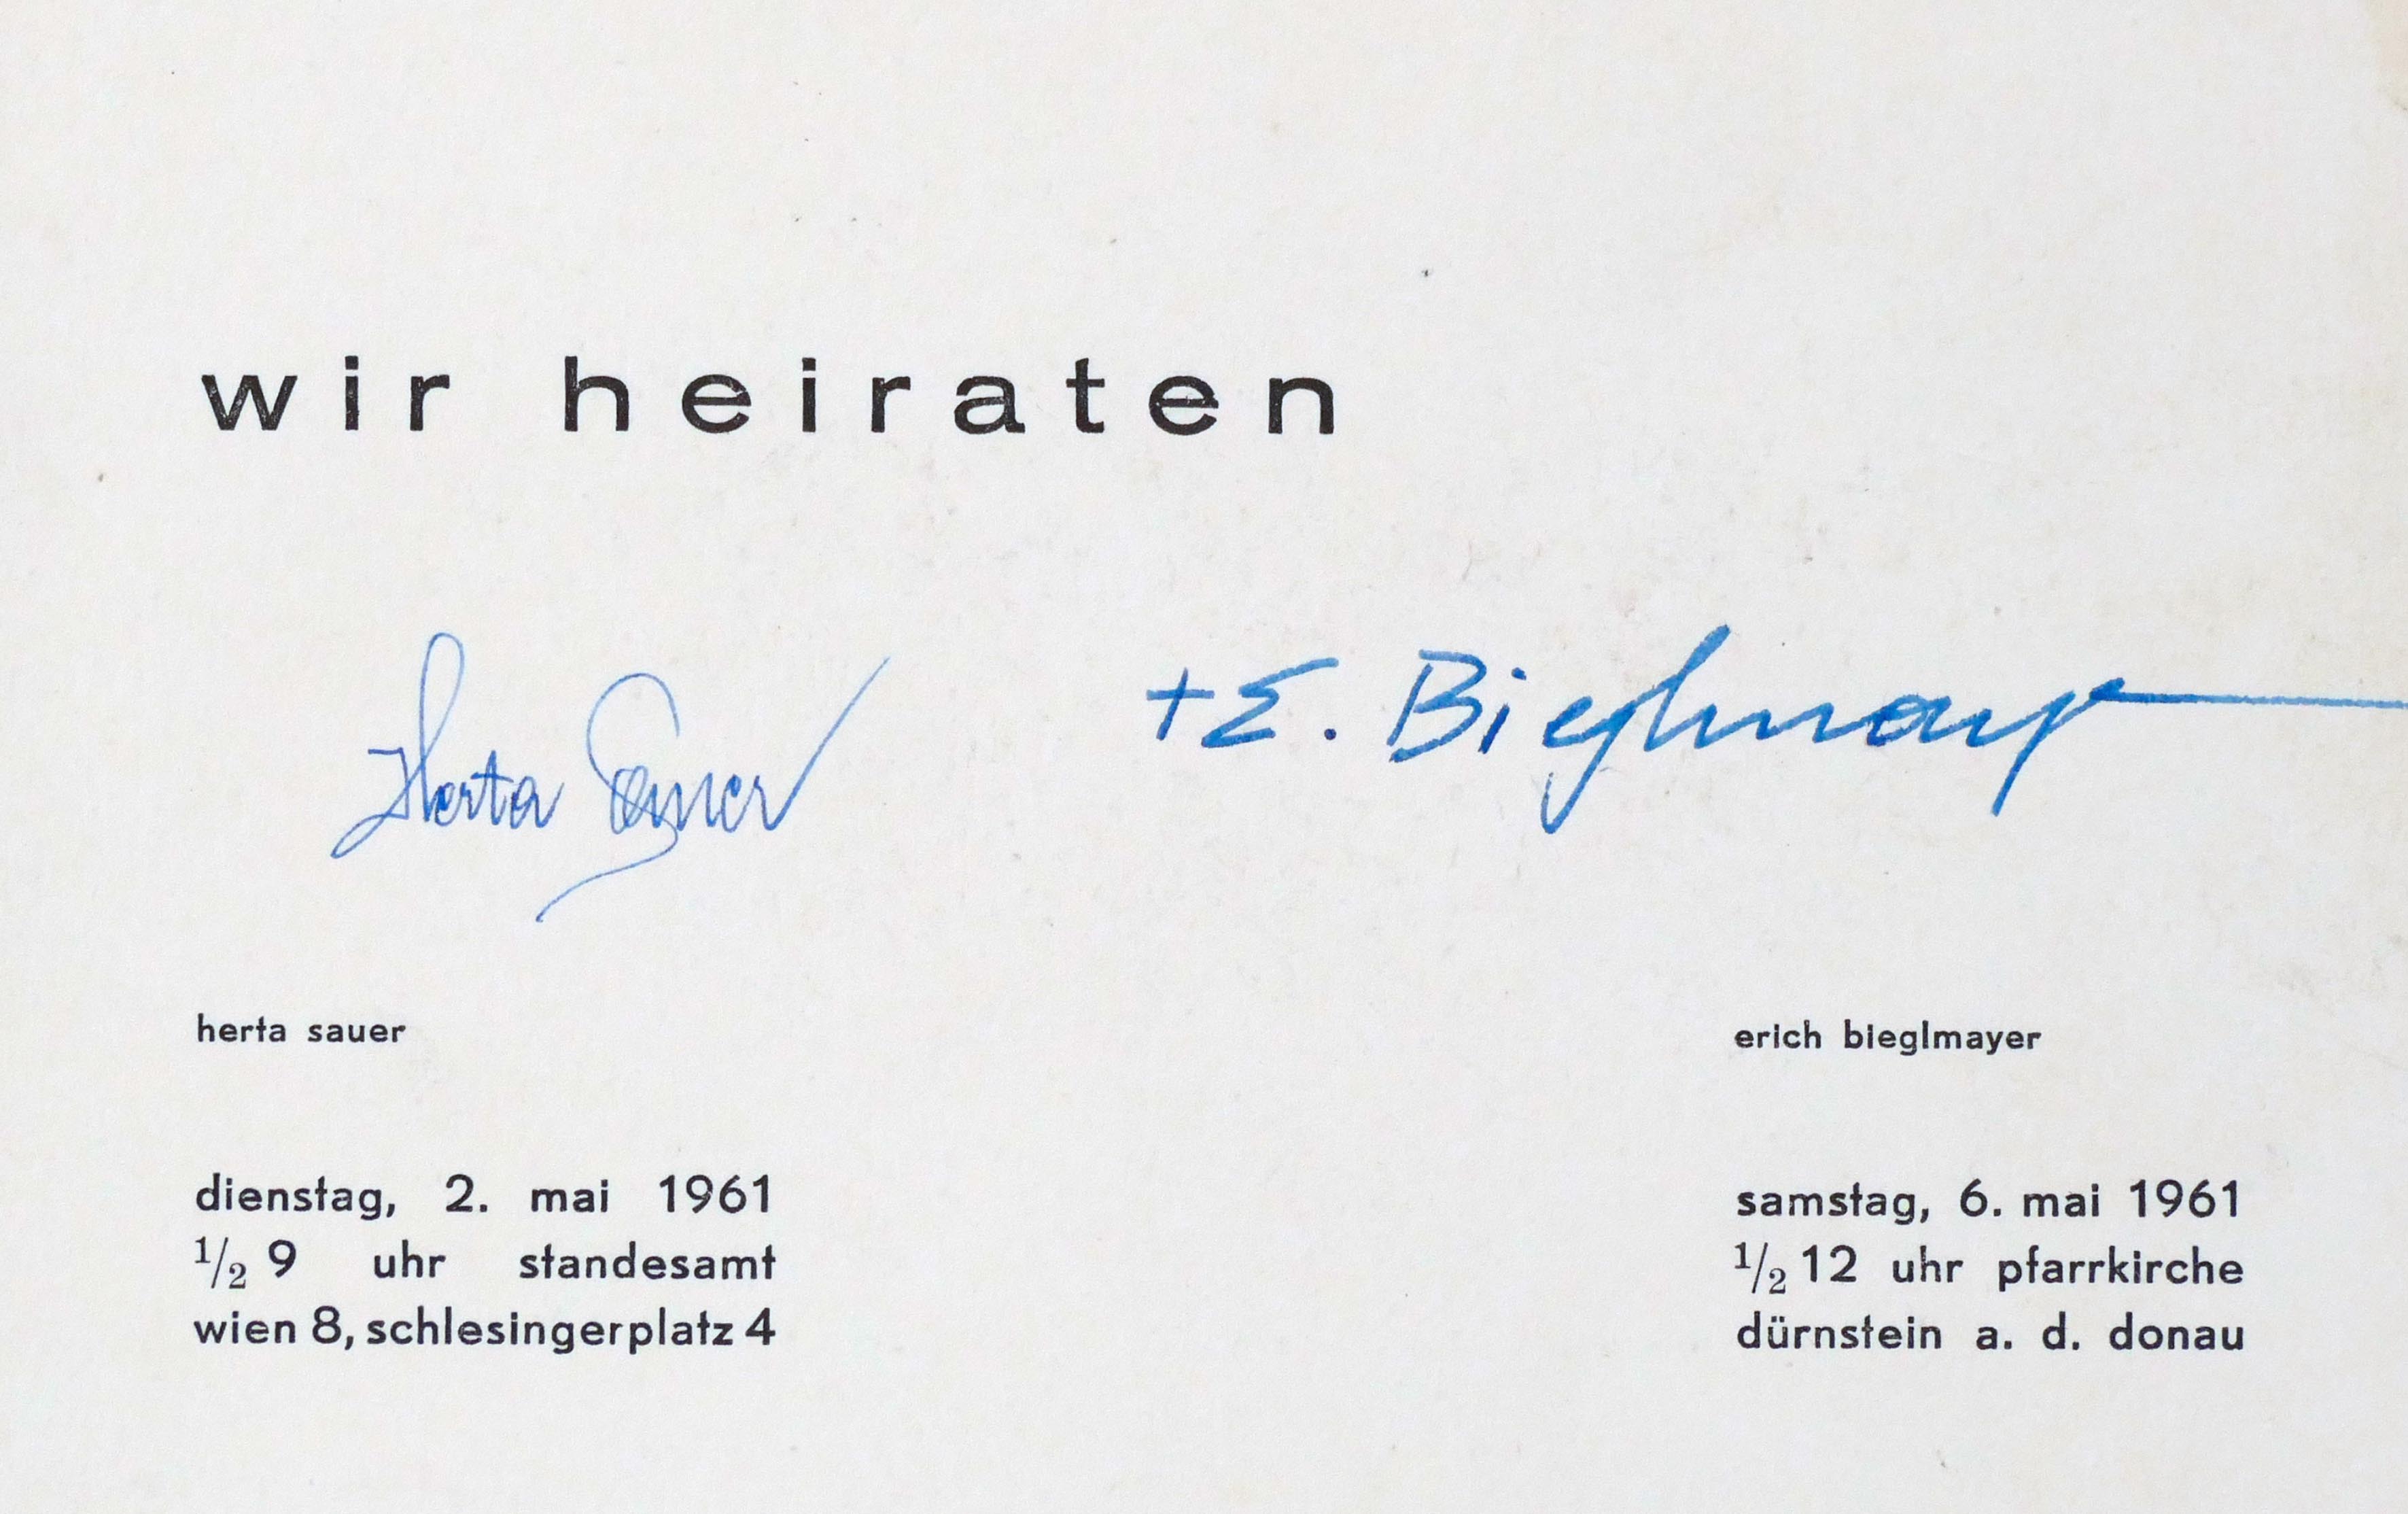 wir heiraten
Herta Sauer
+ E. Bieglmayer
herta sauer
erich bieglmayer
dienstag, 2. mai 1961
1/2 9 uhr standesamt
wien 8, schlesingerplatz 4
samstag, 6. mai 1961
1/2 12 uhr pfarrkirche
dürnstein a. d. donau